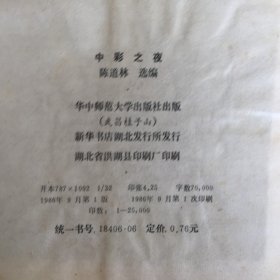 中彩之夜
陈道林 选编
华中师范大学出版社出版
(武昌桂子山)
新华书店湖北发行所发行
湖北省洪湖县印刷厂印刷
开本787×1092 1/32 印张4.25 字数70,000
1986年9月第1版 1986年9月第1次印刷
印数:1—25,000
统一书号.18406·06 定价.0.76元